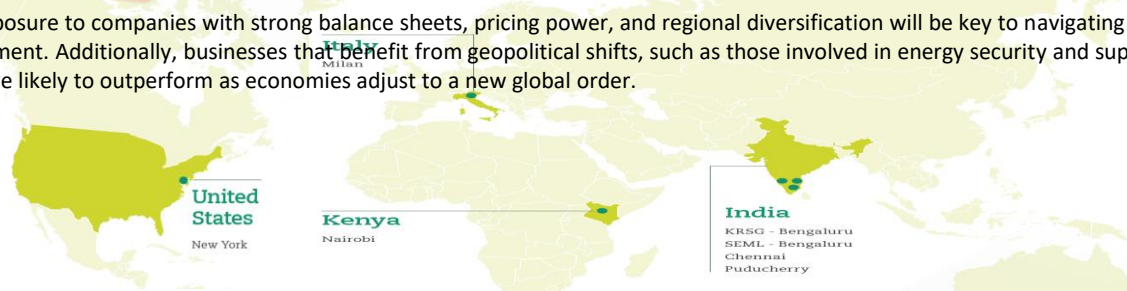 posure to companies with strong balance sheets, pricing power, and regional diversification will be key to navigating
ment. Additionally, businesses that benefit from geopolitical shifts, such as those involved in energy security and sup
e likely to outperform as economies adjust to a new global order.
Italy
Milan
United
States
New York
Kenya
Nairobi
India
KRSG - Bengaluru
SEML - Bengaluru
Chennai
Puducherry